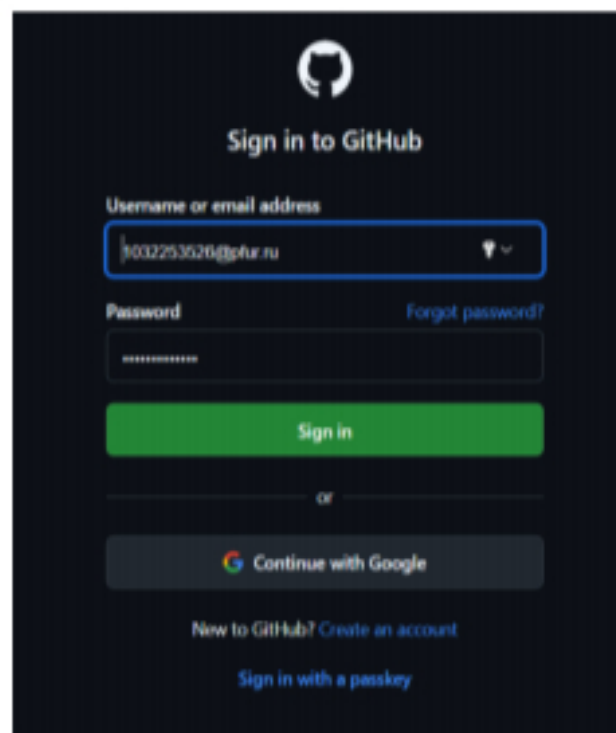 Sign in to GitHub
Username or email address
1032253526@pfur.ru
Password
Forgot password?
•••••••••••••
Sign in
or
Continue with Google
New to GitHub? Create an account
Sign in with a passkey